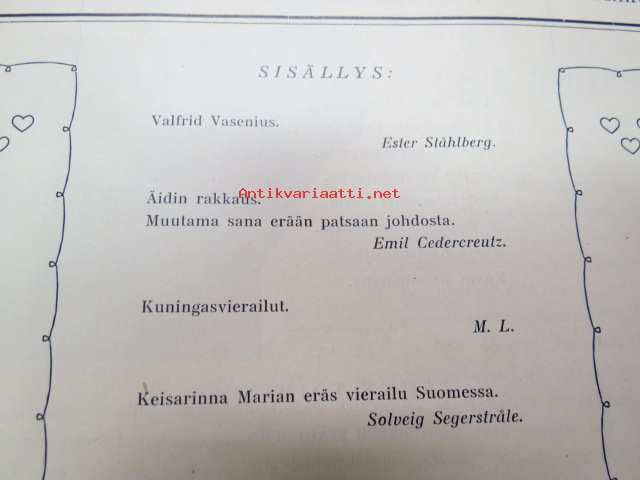 SISÄLLYS:
Valfrid Vasenius.
Ester Ståhlberg.
Antikvariaatti.net
Äidin rakkaus.
Muutama sana erään patsaan johdosta.
Emil Cedercreutz.
Kuningasvierailut.
M. L.
Keisarinna Marian eräs vierailu Suomessa.
Solveig Segerstråle.